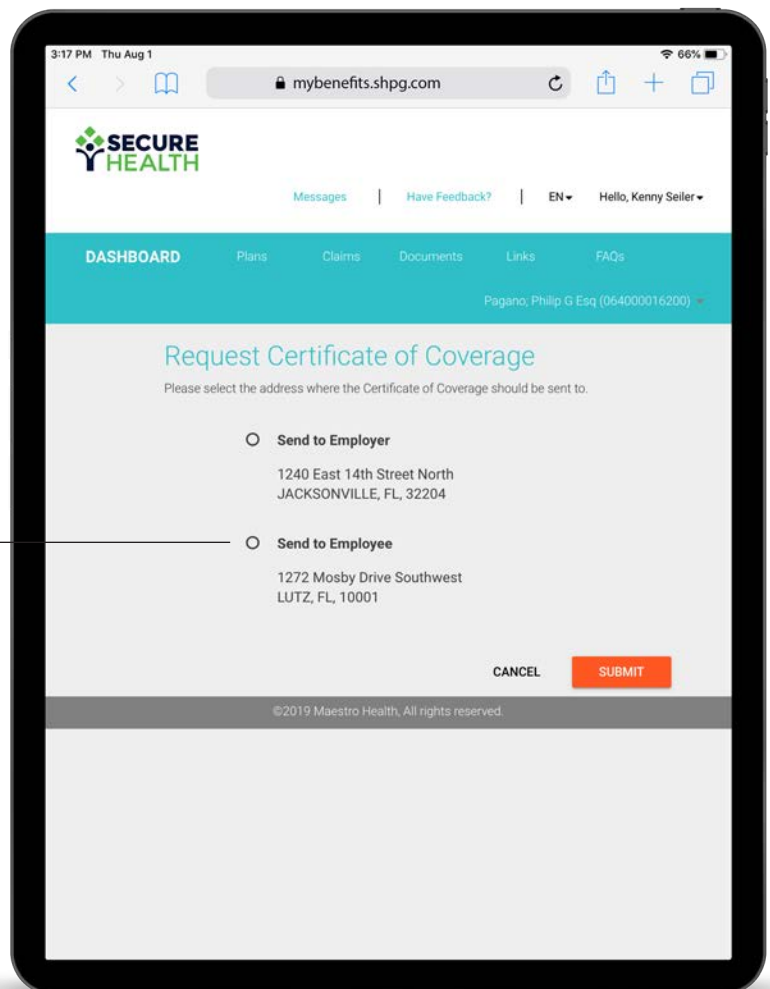 3:17 PM Thu Aug 1
66%
mybenefits.shpg.com
SECURE
HEALTH
Messages | Have Feedback? | EN Hello, Kenny Seiler
DASHBOARD Plans Claims Documents Links FAQs
Pagano, Philip G Esq (064000016200)
Request Certificate of Coverage
Please select the address where the Certificate of Coverage should be sent to.
Send to Employer
1240 East 14th Street North
JACKSONVILLE, FL, 32204
Send to Employee
1272 Mosby Drive Southwest
LUTZ, FL, 10001
CANCEL SUBMIT
©2019 Maestro Health, All rights reserved.